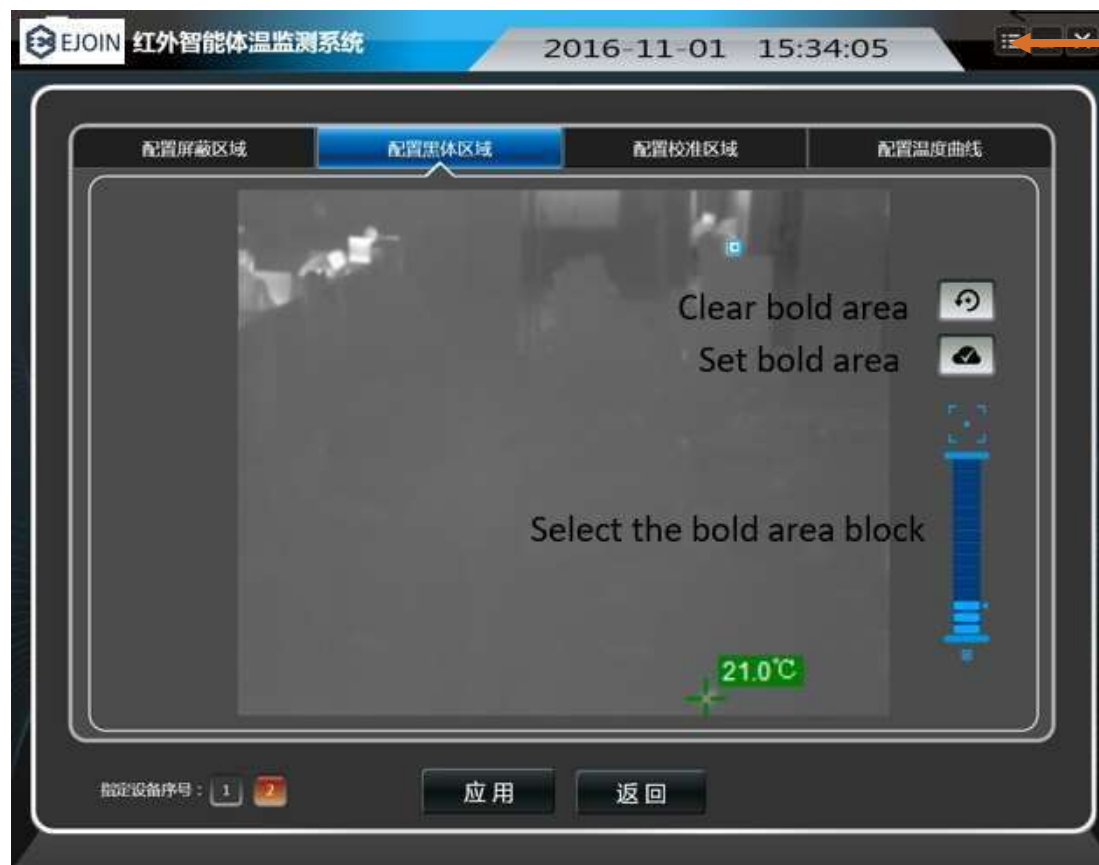 EJOIN 红外智能体温监测系统
2016-11-01 15:34:05
配置屏蔽区域 配置黑体区域 配置校准区域 配置温度曲线
Clear bold area
Set bold area
Select the bold area block
21.0℃
指定设备序号： 1 2
应用 返回